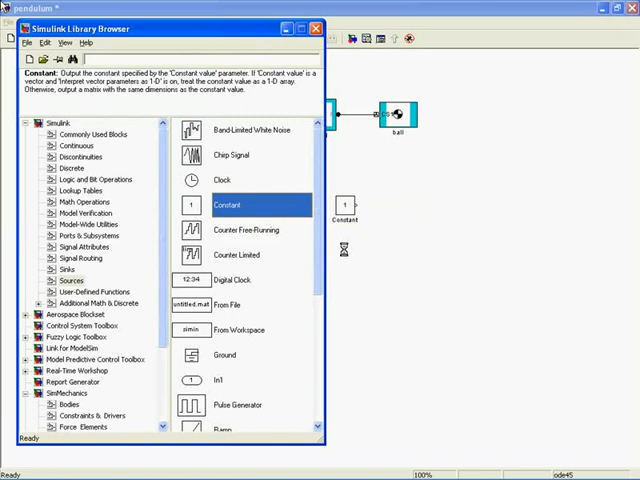 pendulum *
Simulink Library Browser
File Edit View Help
Constant: Output the constant specified by the 'Constant value' parameter. If 'Constant value' is a
vector and 'Interpret vector parameters as 1-D' is on, treat the constant value as a 1-D array.
Otherwise, output a matrix with the same dimensions as the constant value.
Simulink
Commonly Used Blocks
Continuous
Discontinuities
Discrete
Logic and Bit Operations
Lookup Tables
Math Operations
Model Verification
Model-Wide Utilities
Ports & Subsystems
Signal Attributes
Signal Routing
Sinks
Sources
User-Defined Functions
Additional Math & Discrete
Aerospace Blockset
Control System Toolbox
Fuzzy Logic Toolbox
Link for ModelSim
Model Predictive Control Toolbox
Real-Time Workshop
Report Generator
SimMechanics
Bodies
Constraints & Drivers
Force Elements
Band-Limited White Noise
Chirp Signal
Clock
1 Constant
Counter Free-Running
Counter Limited
12:34 Digital Clock
untitled.mat From File
simin From Workspace
Ground
1 In1
Pulse Generator
Ramp
Ready
ball
1
Constant
Ready
100%
ode45